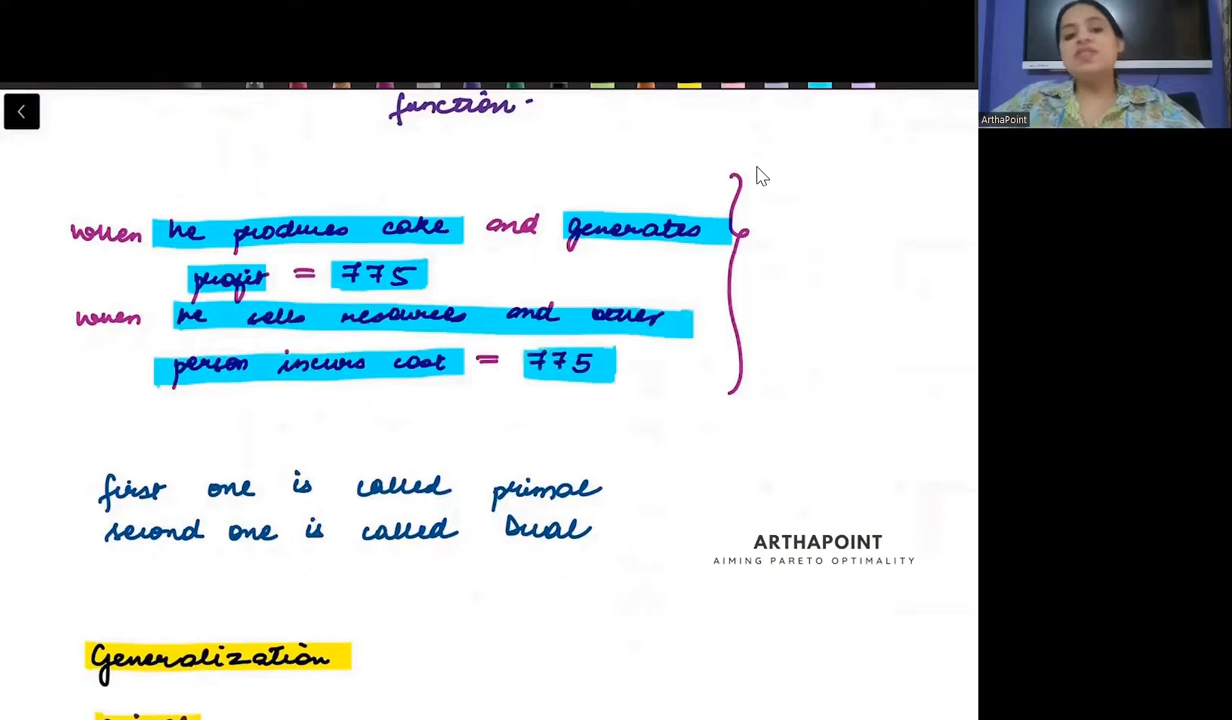 function.
when he produces cake and generates
profit = 775
when he sells resources and other
person incurs cost = 775
first one is called primal
second one is called Dual
ARTHAPOINT
AIMING PARETO OPTIMALITY
Generalization
ArthaPoint